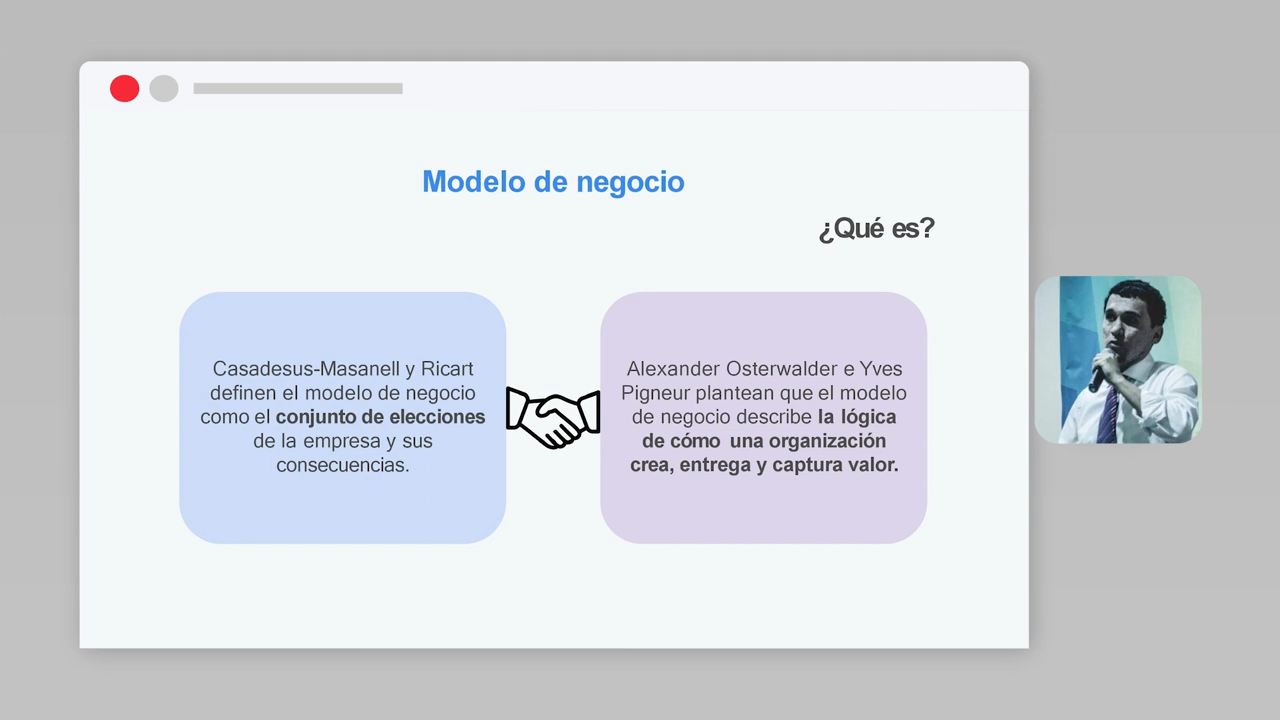 Modelo de negocio
¿Qué es?
Casadesus-Masanell y Ricart
definen el modelo de negocio
como el conjunto de elecciones
de la empresa y sus
consecuencias.
Alexander Osterwalder e Yves
Pigneur plantean que el modelo
de negocio describe la lógica
de cómo una organización
crea, entrega y captura valor.